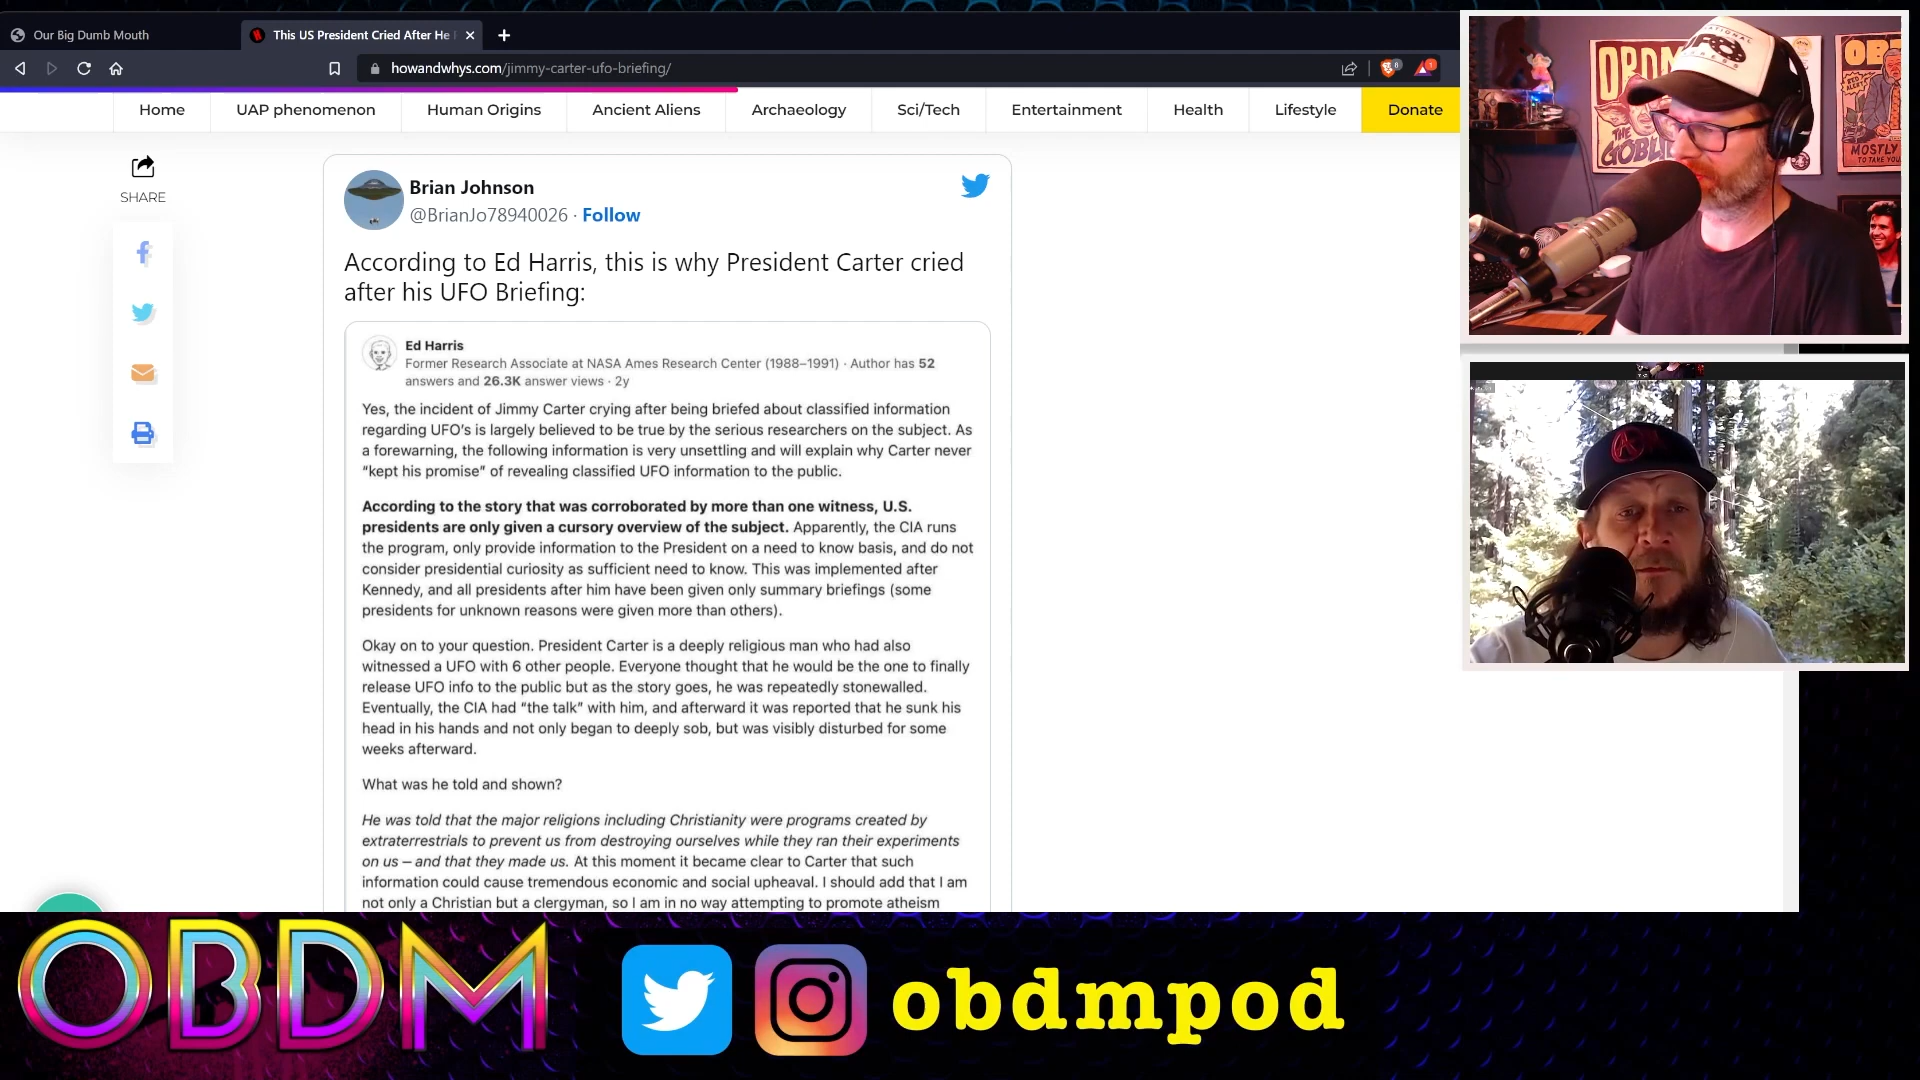 Our Big Dumb Mouth
This US President Cried After He
howandwhys.com/jimmy-carter-ufo-briefing/
Home
UAP phenomenon
Human Origins
Ancient Aliens
Archaeology
Sci/Tech
Entertainment
Health
Lifestyle
Donate
SHARE
Brian Johnson
@BrianJo78940026 · Follow
According to Ed Harris, this is why President Carter cried
after his UFO Briefing:
Ed Harris
Former Research Associate at NASA Ames Research Center (1988–1991) · Author has 52
answers and 26.3K answer views · 2y
Yes, the incident of Jimmy Carter crying after being briefed about classified information
regarding UFO's is largely believed to be true by the serious researchers on the subject. As
a forewarning, the following information is very unsettling and will explain why Carter never
“kept his promise” of revealing classified UFO information to the public.
According to the story that was corroborated by more than one witness, U.S.
presidents are only given a cursory overview of the subject. Apparently, the CIA runs
the program, only provide information to the President on a need to know basis, and do not
consider presidential curiosity as sufficient need to know. This was implemented after
Kennedy, and all presidents after him have been given only summary briefings (some
presidents for unknown reasons were given more than others).
Okay on to your question. President Carter is a deeply religious man who had also
witnessed a UFO with 6 other people. Everyone thought that he would be the one to finally
release UFO info to the public but as the story goes, he was repeatedly stonewalled.
Eventually, the CIA had “the talk” with him, and afterward it was reported that he sunk his
head in his hands and not only began to deeply sob, but was visibly disturbed for some
weeks afterward.
What was he told and shown?
He was told that the major religions including Christianity were programs created by
extraterrestrials to prevent us from destroying ourselves while they ran their experiments
on us – and that they made us. At this moment it became clear to Carter that such
information could cause tremendous economic and social upheaval. I should add that I am
not only a Christian but a clergyman, so I am in no way attempting to promote atheism
OBDM
THE
GOBL
UFO
OBD
MOSTLY
TO TAKE YOU
OBDM
obdmpod